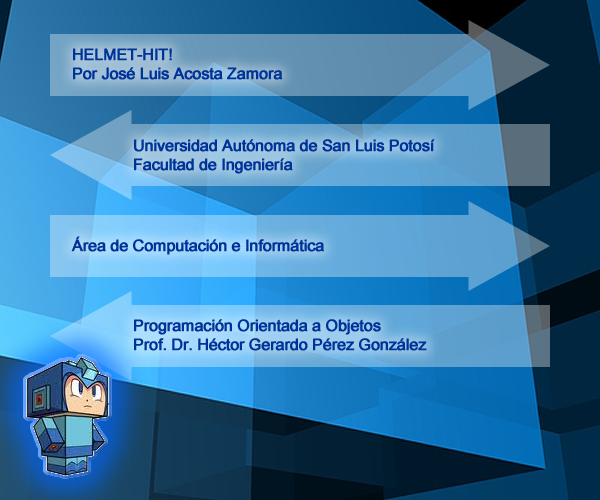 HELMET-HIT!
Por José Luis Acosta Zamora
Universidad Autónoma de San Luis Potosí
Facultad de Ingeniería
Área de Computación e Informática
Programación Orientada a Objetos
Prof. Dr. Héctor Gerardo Pérez González